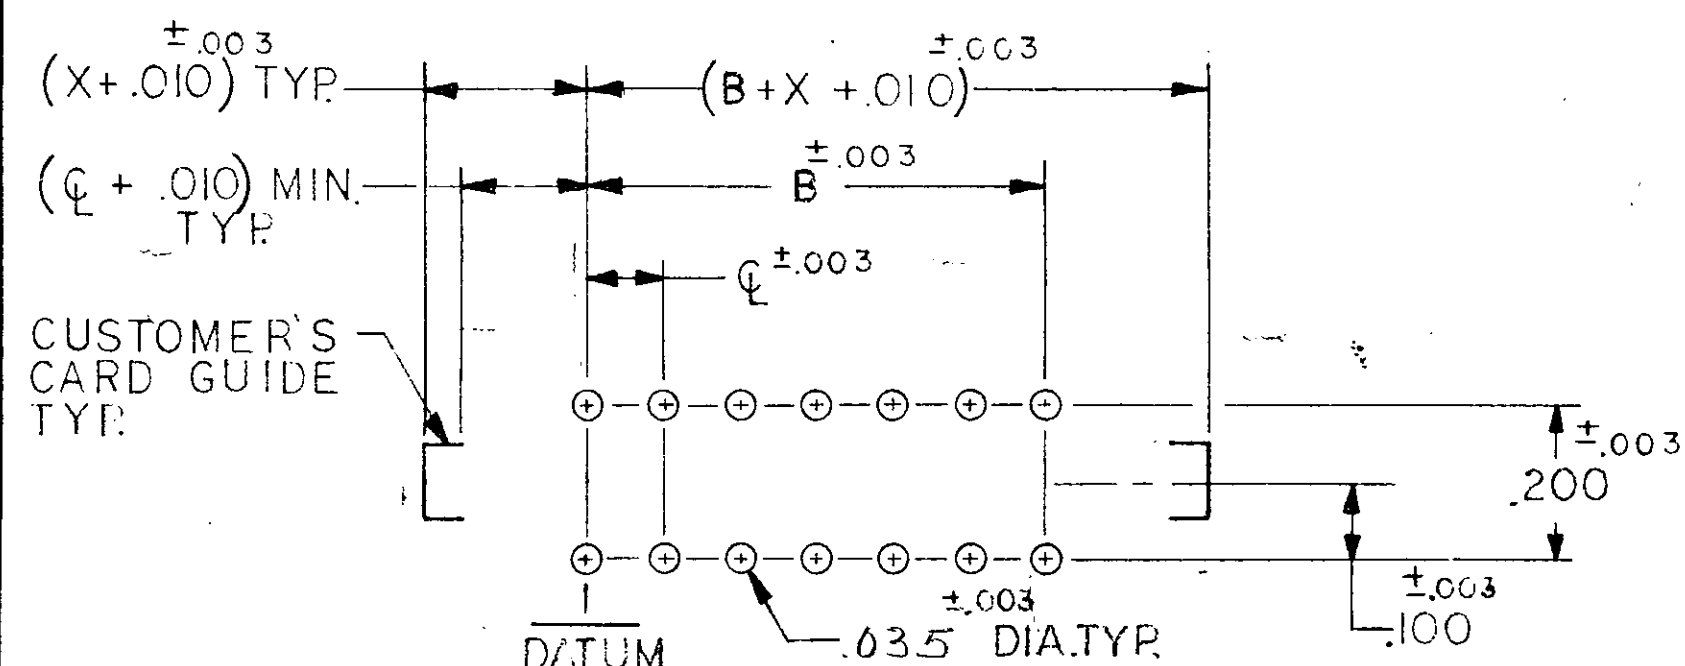 ±.003
(X+.010) TYP.
±.003
(B+X +.010)
(℄ + .010) MIN.
TYP.
±.003
B
℄ ±.003
CUSTOMER'S
CARD GUIDE
TYP.
±.003
.200
±.003
.100
±.003
.035 DIA.TYP.
DATUM